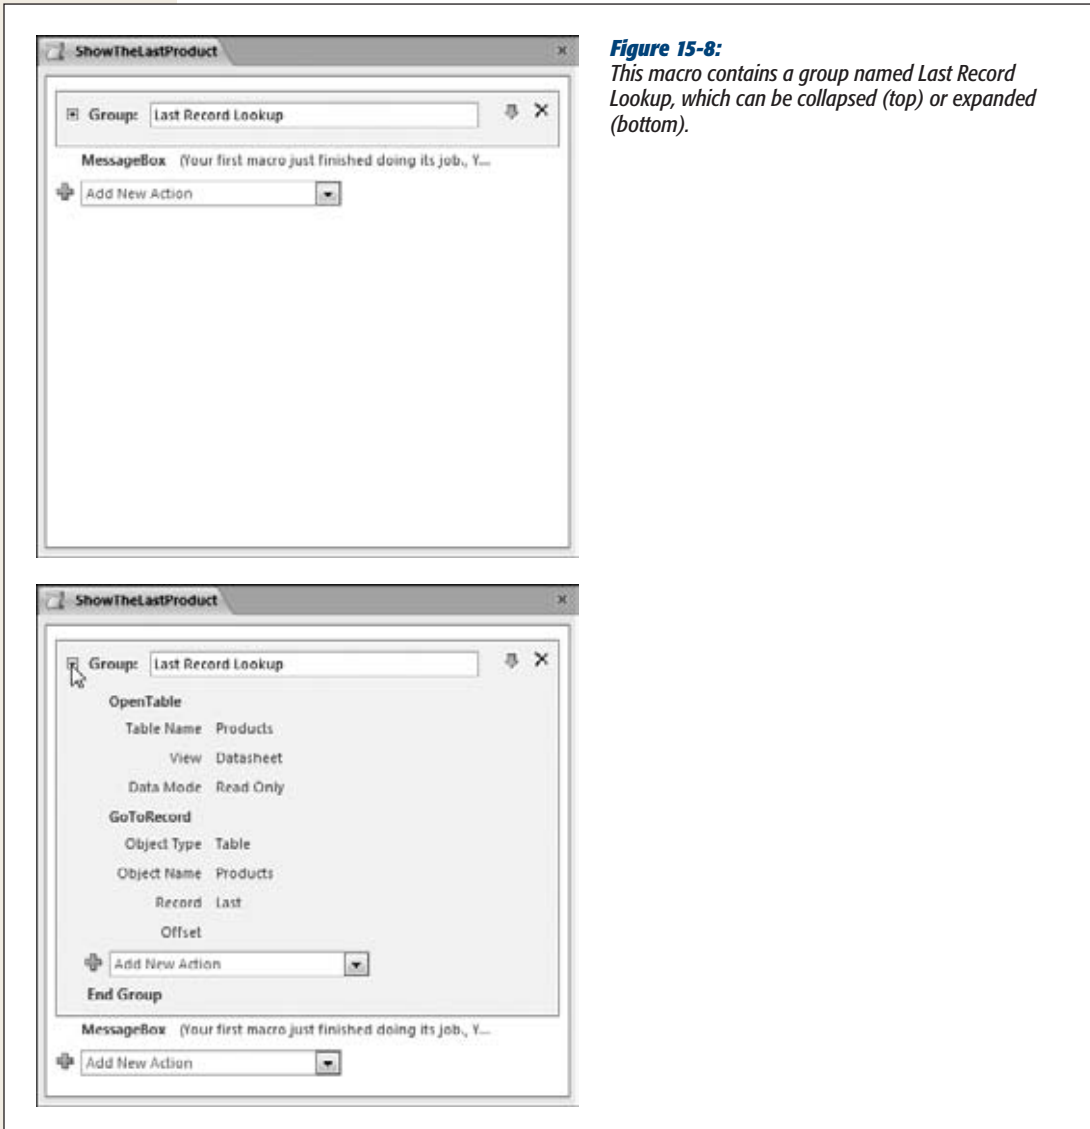 ShowTheLastProduct
Group: Last Record Lookup
MessageBox (Your first macro just finished doing its job., Y...
Add New Action
Figure 15-8:
This macro contains a group named Last Record
Lookup, which can be collapsed (top) or expanded
(bottom).
ShowTheLastProduct
Group: Last Record Lookup
OpenTable
Table Name Products
View Datasheet
Data Mode Read Only
GoToRecord
Object Type Table
Object Name Products
Record Last
Offset
Add New Action
End Group
MessageBox (Your first macro just finished doing its job., Y...
Add New Action